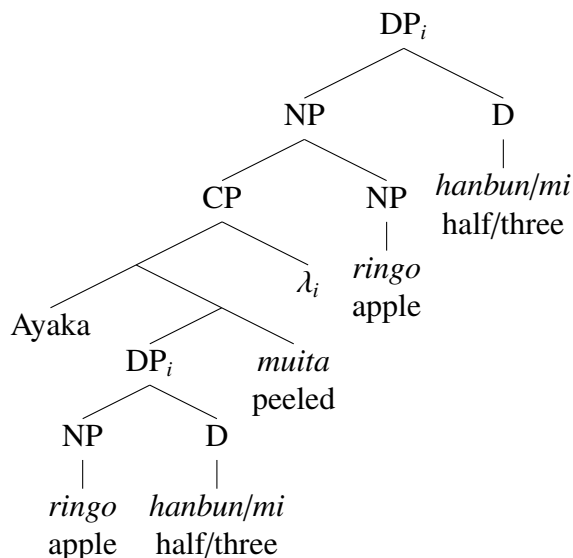 DPi
NP D
CP NP hanbun/mi
half/three
λi ringo
apple
Ayaka
DPi muita
peeled
NP D
ringo hanbun/mi
apple half/three